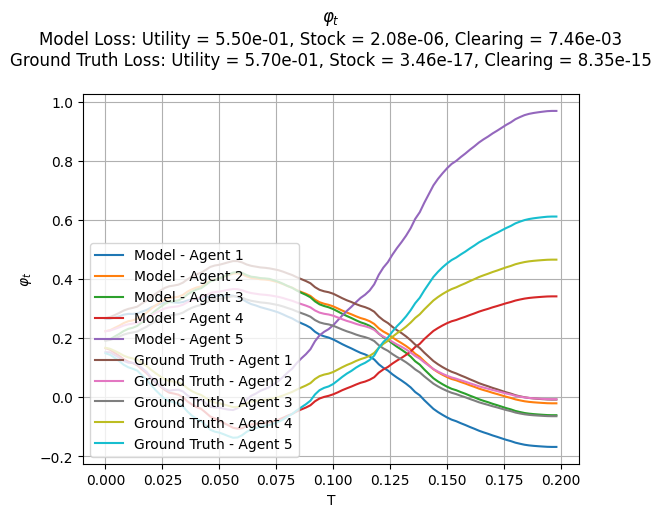 φₜ
Model Loss: Utility = 5.50e-01, Stock = 2.08e-06, Clearing = 7.46e-03
Ground Truth Loss: Utility = 5.70e-01, Stock = 3.46e-17, Clearing = 8.35e-15
1.0
0.8
0.6
0.4
0.2
0.0
−0.2
φₜ
Model - Agent 1
Model - Agent 2
Model - Agent 3
Model - Agent 4
Model - Agent 5
Ground Truth - Agent 1
Ground Truth - Agent 2
Ground Truth - Agent 3
Ground Truth - Agent 4
Ground Truth - Agent 5
0.000 0.025 0.050 0.075 0.100 0.125 0.150 0.175 0.200
T